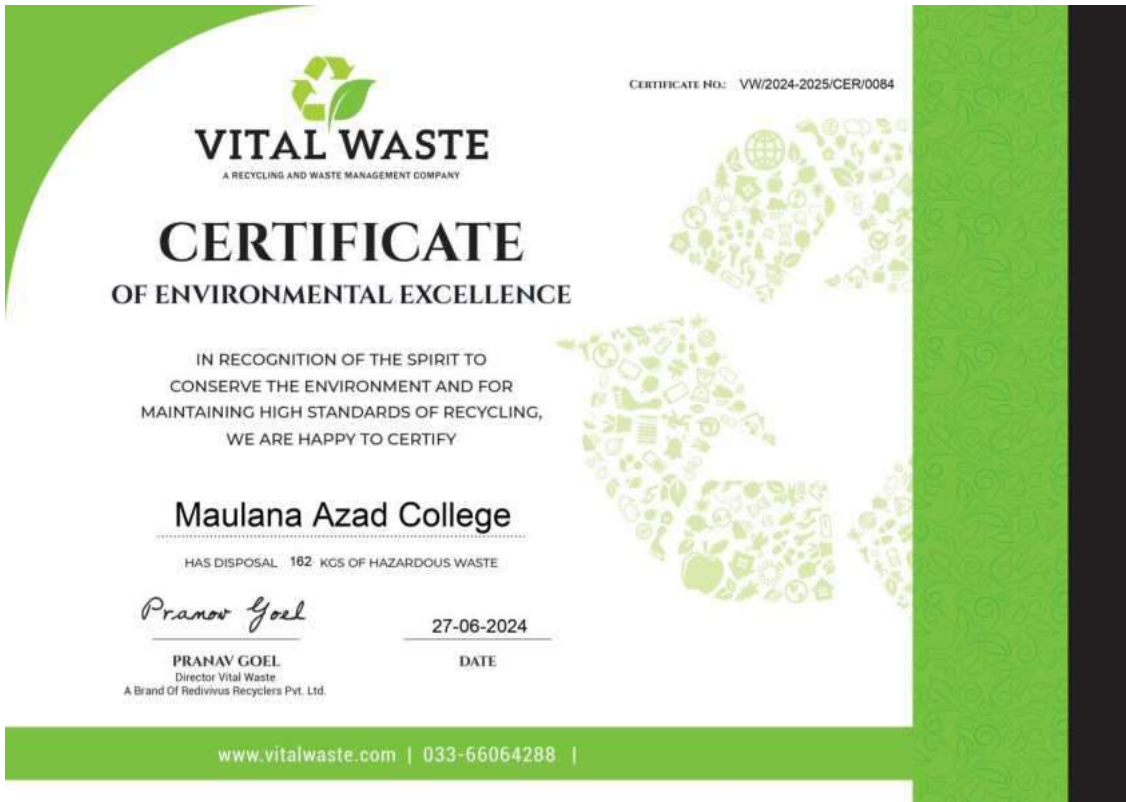 CERTIFICATE NO.: VW/2024-2025/CER/0084
VITAL WASTE
A RECYCLING AND WASTE MANAGEMENT COMPANY
CERTIFICATE
OF ENVIRONMENTAL EXCELLENCE
IN RECOGNITION OF THE SPIRIT TO
CONSERVE THE ENVIRONMENT AND FOR
MAINTAINING HIGH STANDARDS OF RECYCLING,
WE ARE HAPPY TO CERTIFY
Maulana Azad College
HAS DISPOSAL 162 KGS OF HAZARDOUS WASTE
Pranav Goel
27-06-2024
PRANAV GOEL
DATE
Director Vital Waste
A Brand Of Redivivus Recyclers Pvt. Ltd.
www.vitalwaste.com | 033-66064288 |